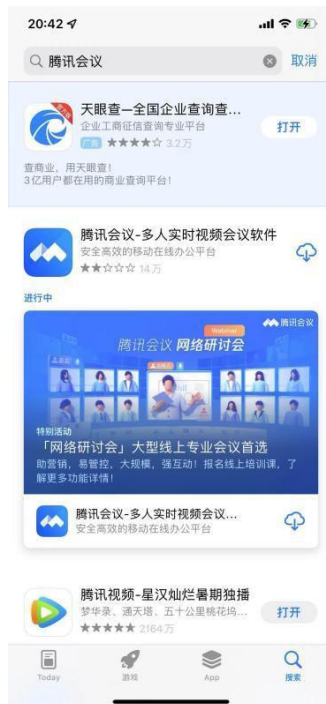 20:42
腾讯会议
取消
天眼查—全国企业查询查...
企业工商征信查询专业平台
广告 ★★★★☆ 3.2万
打开
查商业,用天眼查!
3亿用户都在用的商业查询平台!
腾讯会议-多人实时视频会议软件
安全高效的移动在线办公平台
★★☆☆☆ 14万
进行中
腾讯会议
Webinar
腾讯会议 网络研讨会
特别活动
「网络研讨会」大型线上专业会议首选
助营销,易管控,大规模,强互动!报名线上培训课,了
解更多功能详情!
腾讯会议-多人实时视频会议...
安全高效的移动在线办公平台
腾讯视频-星汉灿烂暑期独播
梦华录、通天塔、五十公里桃花坞...
★★★★★ 2164万
打开
Today
游戏
App
搜索